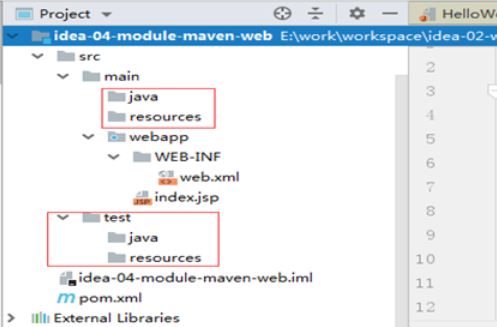 Project
HelloWo
idea-04-module-maven-web E:\work\workspace\idea-02-w
src
main
java
resources
webapp
WEB-INF
web.xml
index.jsp
test
java
resources
idea-04-module-maven-web.iml
pom.xml
External Libraries
2
3
4
5
6
7
8
9
10
11
12